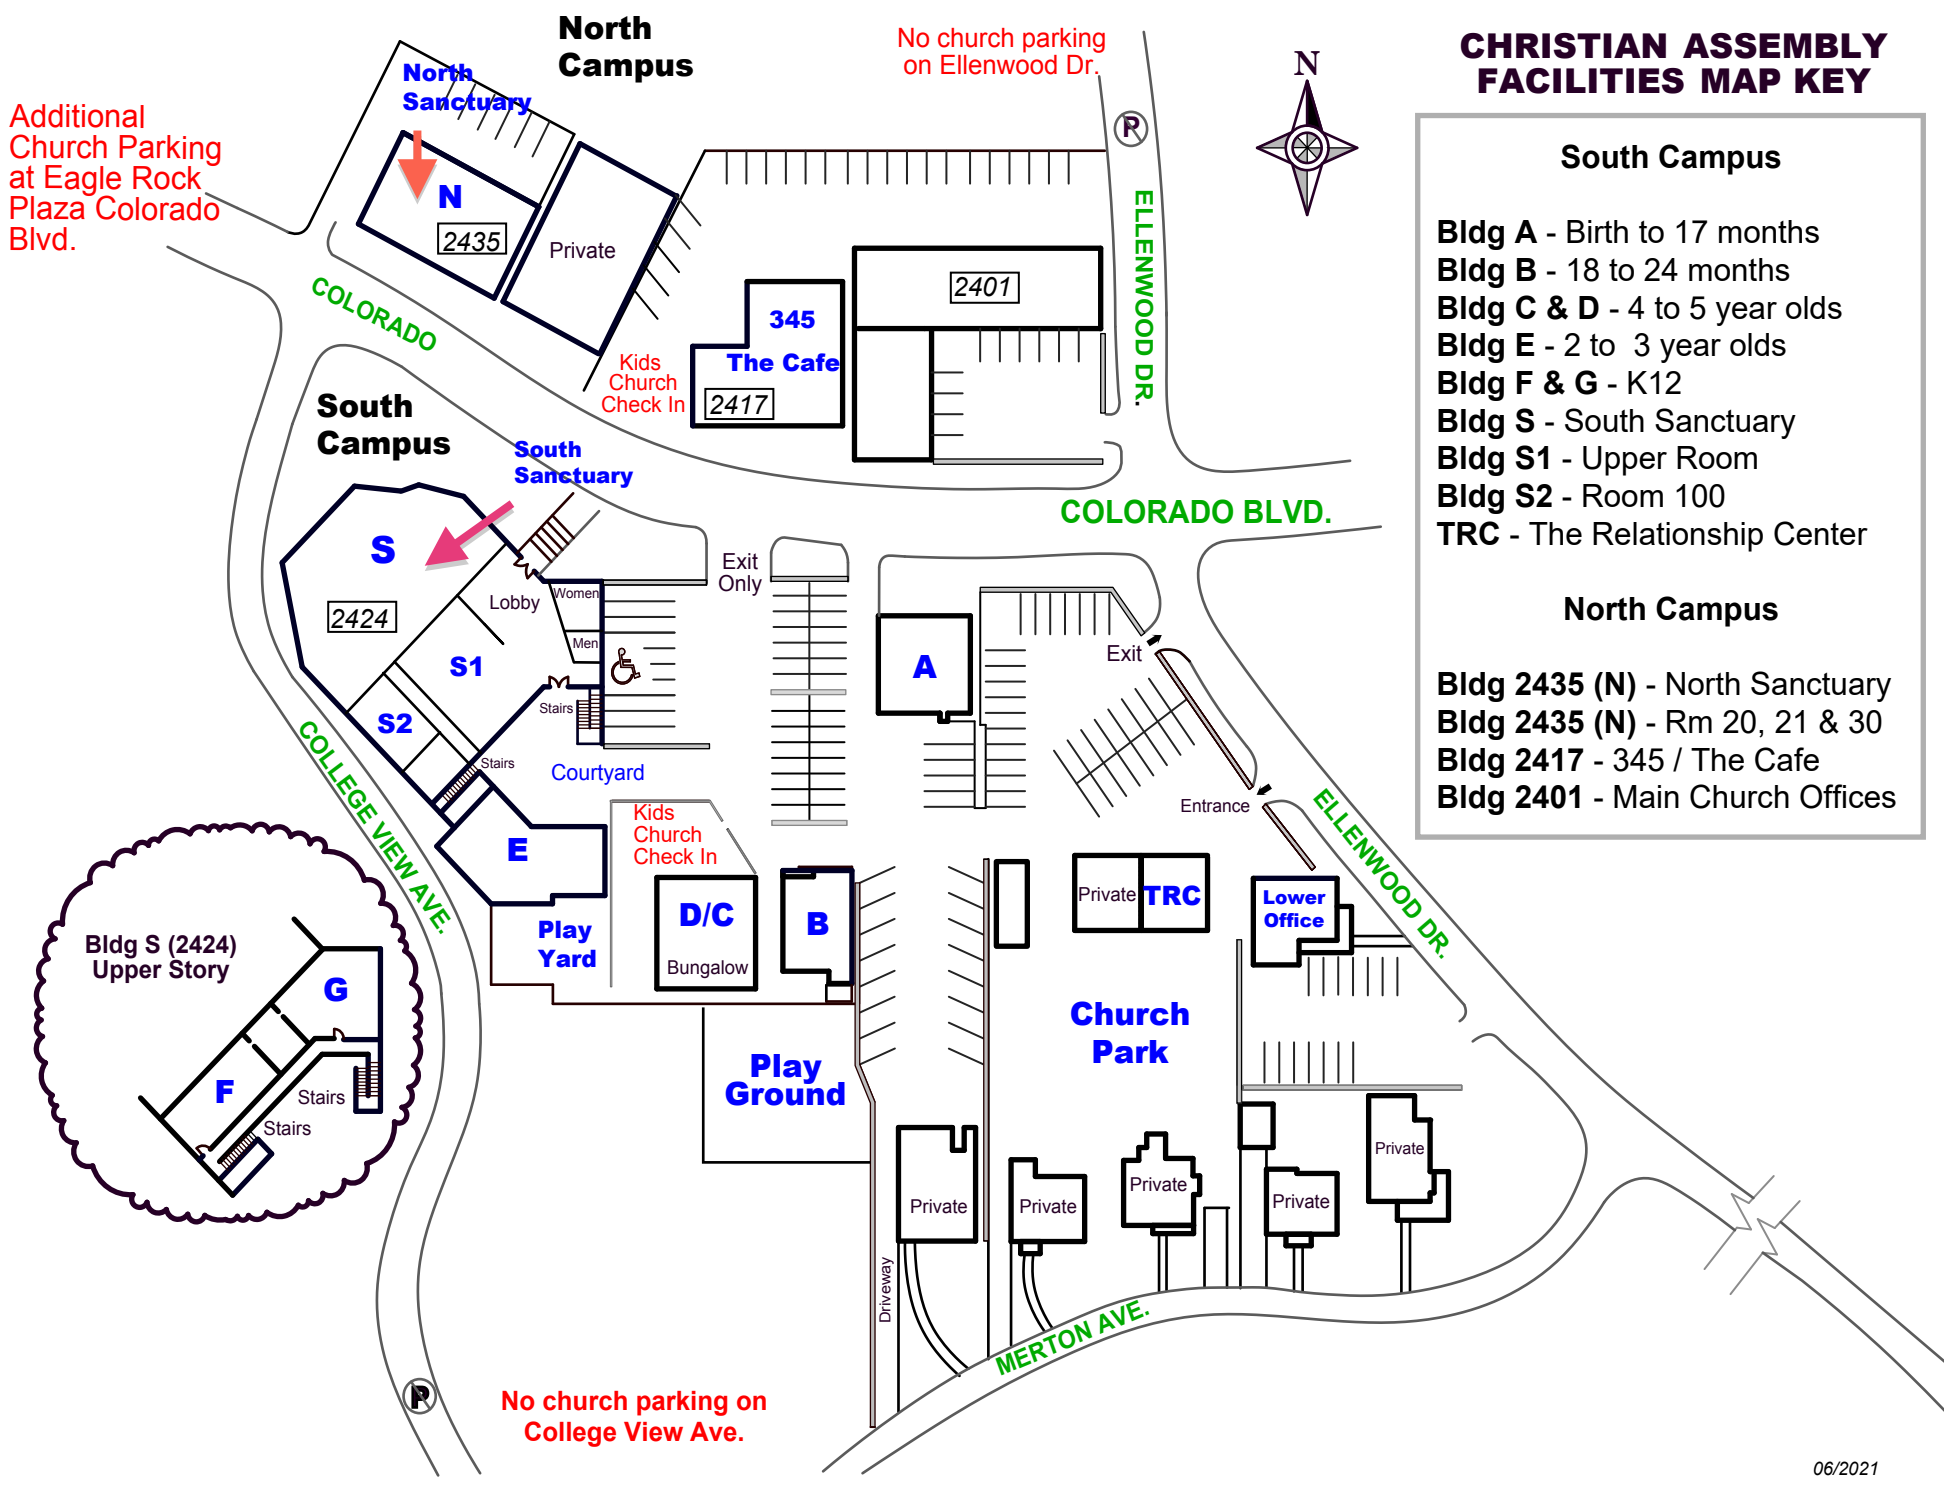 North
Campus
No church parking
on Ellenwood Dr.
N
CHRISTIAN ASSEMBLY
FACILITIES MAP KEY
South Campus
Bldg A - Birth to 17 months
Bldg B - 18 to 24 months
Bldg C & D - 4 to 5 year olds
Bldg E - 2 to 3 year olds
Bldg F & G - K12
Bldg S - South Sanctuary
Bldg S1 - Upper Room
Bldg S2 - Room 100
TRC - The Relationship Center
North Campus
Bldg 2435 (N) - North Sanctuary
Bldg 2435 (N) - Rm 20, 21 & 30
Bldg 2417 - 345 / The Cafe
Bldg 2401 - Main Church Offices
North
Sanctuary
Additional
Church Parking
at Eagle Rock
Plaza Colorado
Blvd.
P
N
2435
Private
ELLENWOOD DR.
COLORADO
2401
345
The Cafe
2417
Kids
Church
Check In
South
Campus
South
Sanctuary
COLORADO BLVD.
S
2424
Lobby
Women
Men
Exit
Only
S1
S2
Stairs
Stairs
Courtyard
A
Exit
Entrance
COLLEGE VIEW AVE.
ELLENWOOD DR.
Kids
Church
Check In
E
D/C
Bungalow
B
Play
Yard
Private
TRC
Lower
Office
Bldg S (2424)
Upper Story
G
F
Stairs
Stairs
Play
Ground
Church
Park
Private
Private
Private
Private
Private
Driveway
MERTON AVE.
P
No church parking on
College View Ave.
06/2021